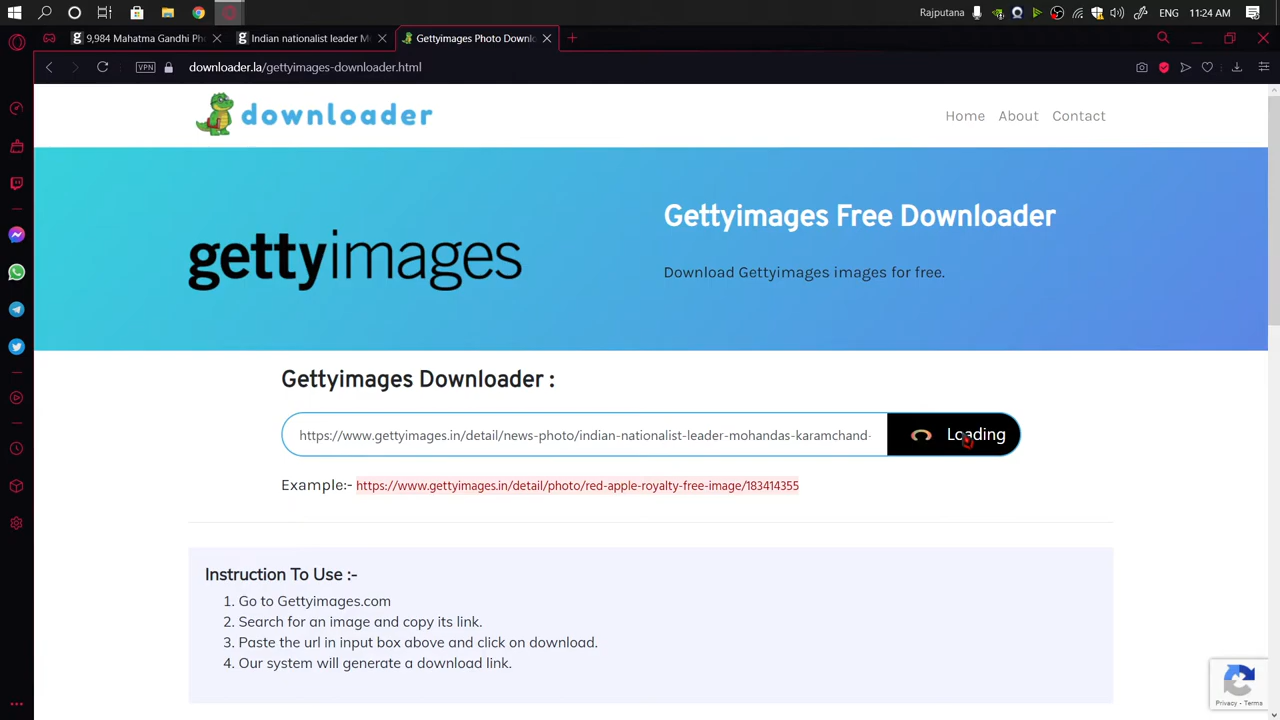 Rajputana
ENG
11:24 AM
9,984 Mahatma Gandhi Ph
Indian nationalist leader M
Gettyimages Photo Downl
VPN
downloader.la/gettyimages-downloader.html
downloader
Home
About
Contact
gettyimages
Gettyimages Free Downloader
Download Gettyimages images for free.
Gettyimages Downloader :
https://www.gettyimages.in/detail/news-photo/indian-nationalist-leader-mohandas-karamchand-
Loading
Example:- https://www.gettyimages.in/detail/photo/red-apple-royalty-free-image/183414355
Instruction To Use :-
1. Go to Gettyimages.com
2. Search for an image and copy its link.
3. Paste the url in input box above and click on download.
4. Our system will generate a download link.
Privacy - Terms